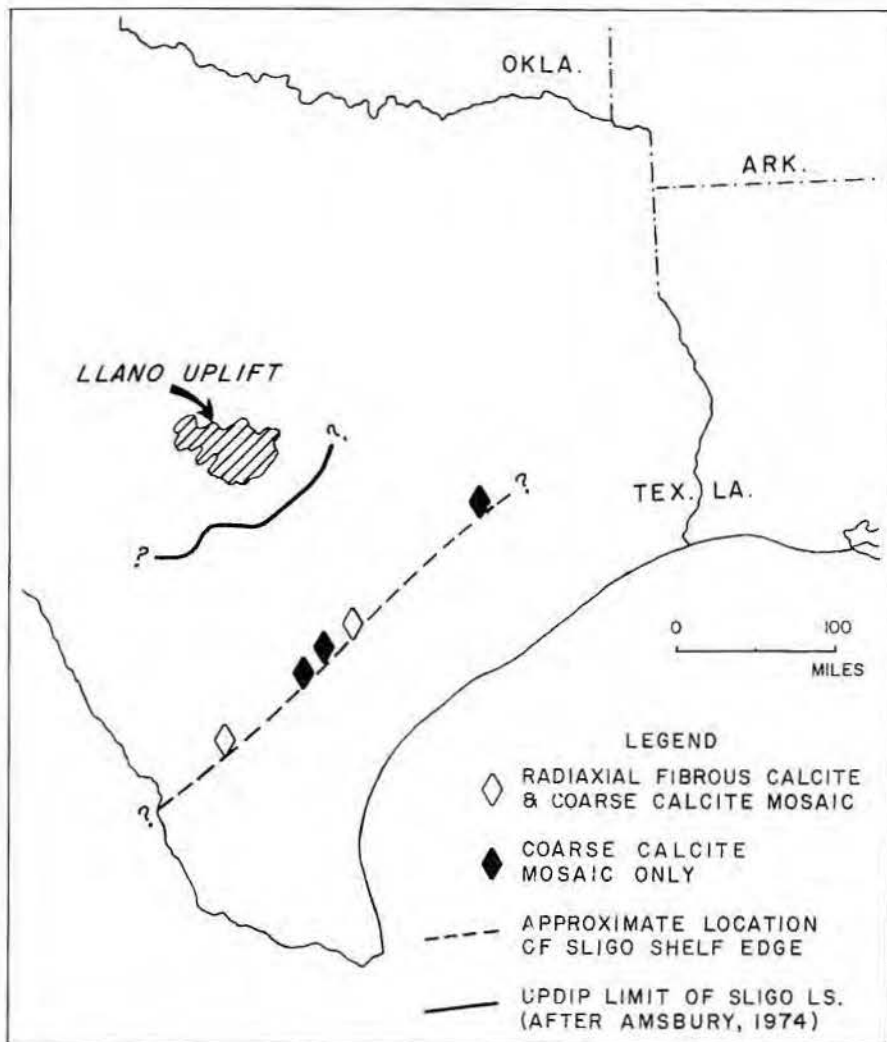 OKLA.
ARK.
LLANO UPLIFT
?
?
?
TEX.
LA.
0 100
MILES
?
LEGEND
RADIAXIAL FIBROUS CALCITE
& COARSE CALCITE MOSAIC
COARSE CALCITE
MOSAIC ONLY
APPROXIMATE LOCATION
OF SLIGO SHELF EDGE
UPDIP LIMIT OF SLIGO LS.
(AFTER AMSBURY, 1974)